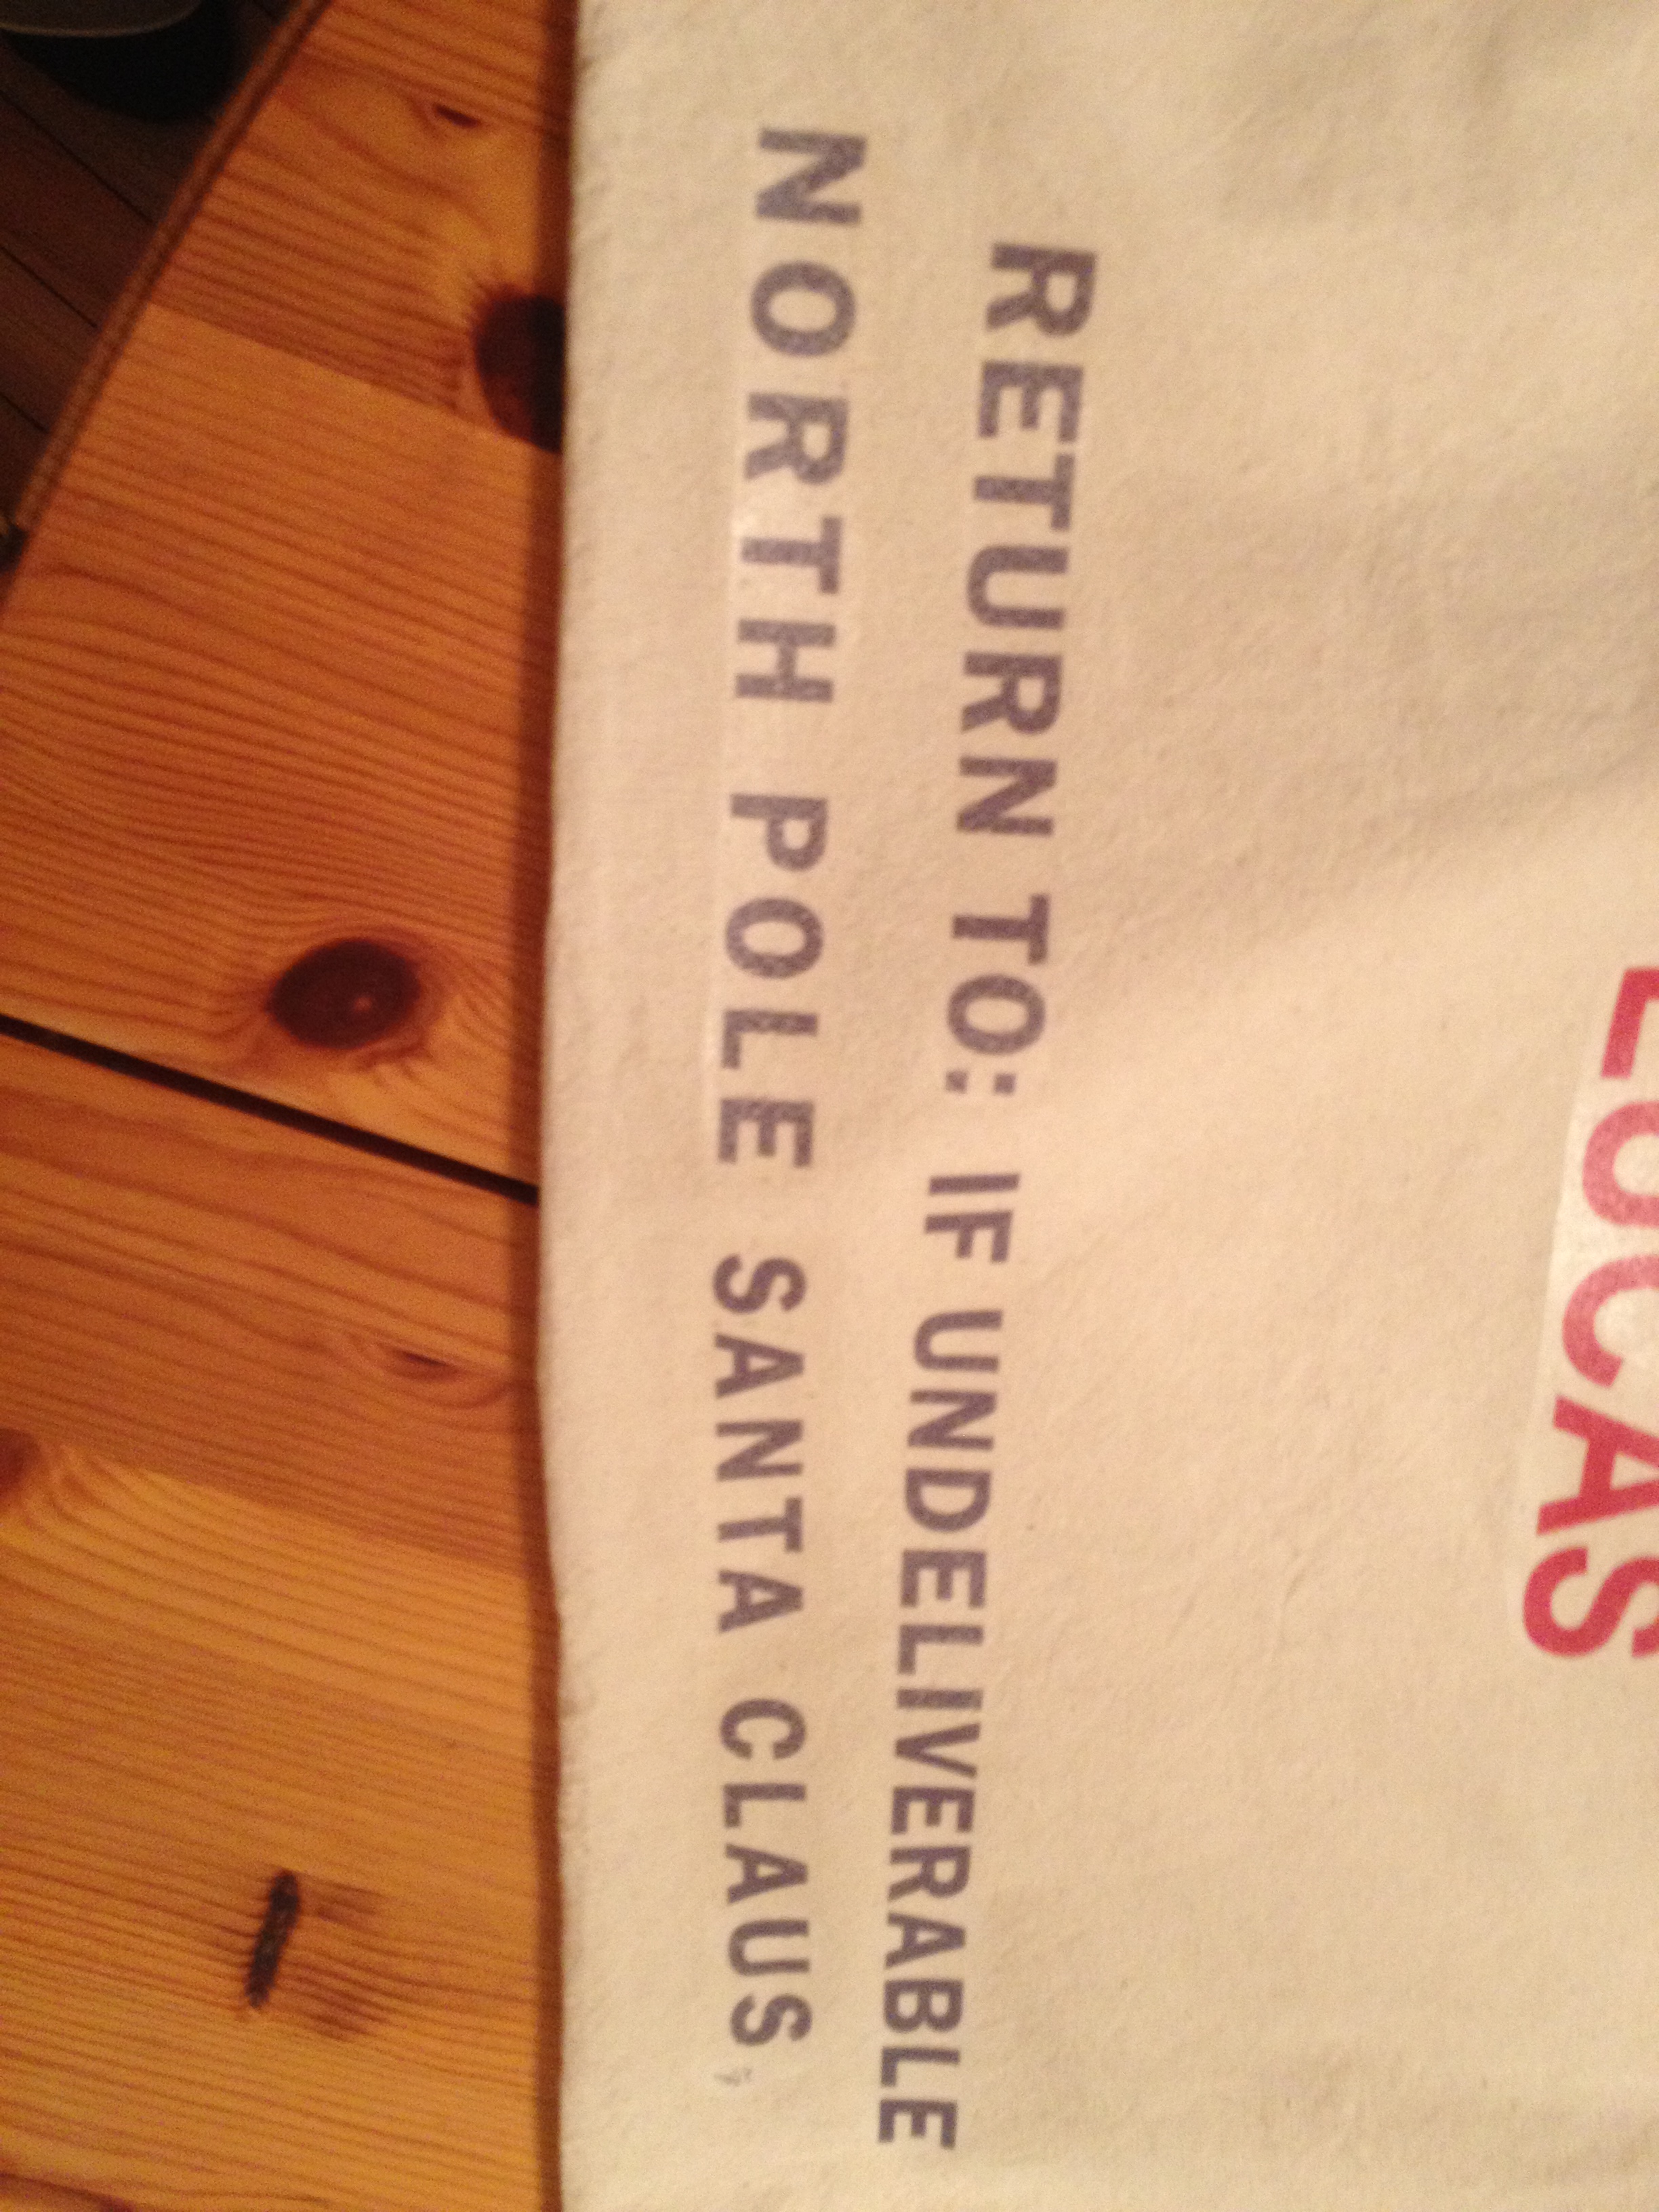 LUCAS
RETURN TO: IF UNDELIVERABLE
NORTH POLE SANTA CLAUS,